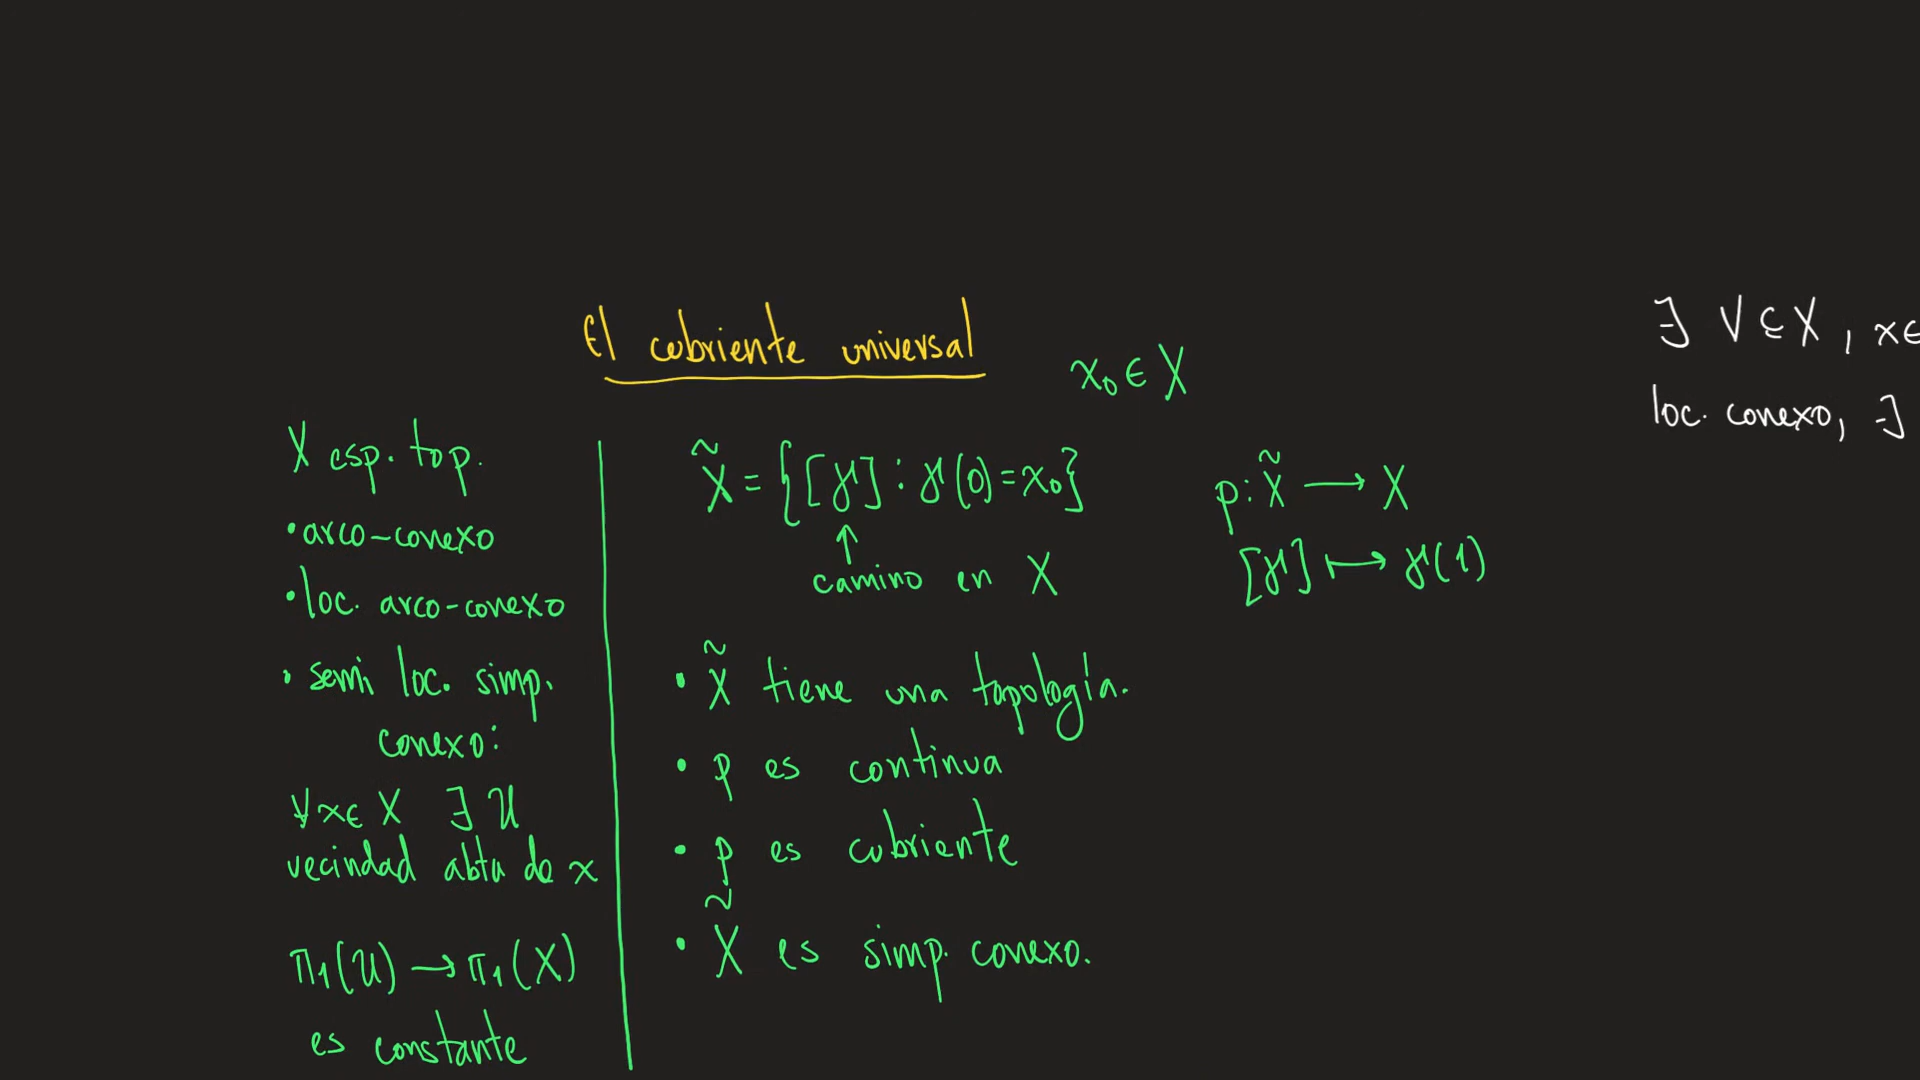 El cubriente universal
x₀ ∈ X
X esp. top.
• arco-conexo
• loc. arco-conexo
• semi loc. simp.
conexo:
∀x∈X ∃ U
vecindad abta de x
π₁(U) → π₁(X)
es constante
X̃ = {[γ] : γ(0) = x₀}
↑
camino en X
p: X̃ → X
[γ] ↦ γ(1)
• X̃ tiene una topología.
• p es continua
• p es cubriente
• X̃ es simp. conexo.
∃ V ⊆ X, x∈
loc. conexo, ∃